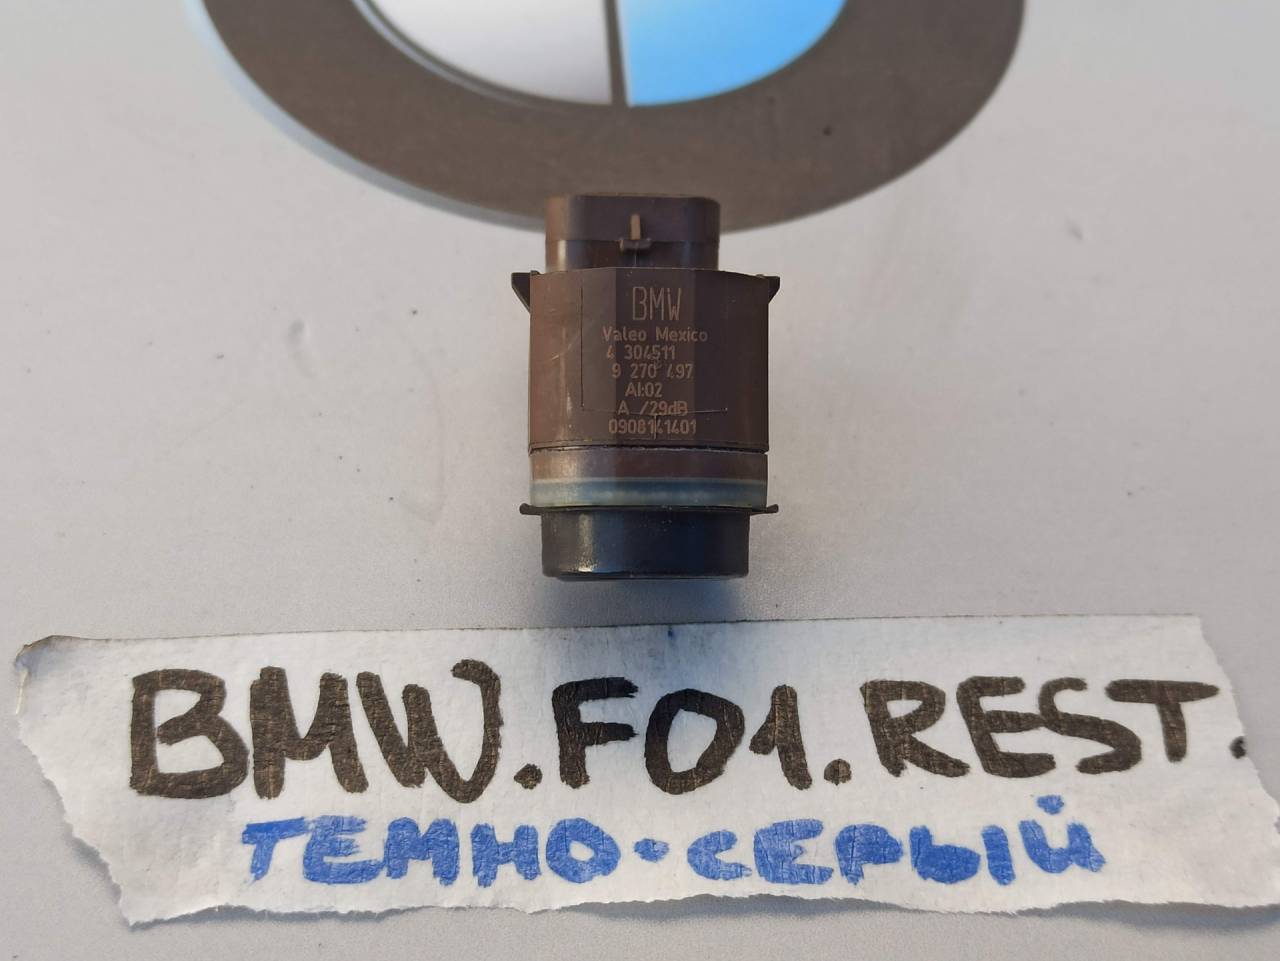 BMW
Valeo Mexico
4 304511
9 270 497
AI:02
A /29dB
0908141401
BMW.F01.REST.
ТЕМНО-СЕРЫЙ